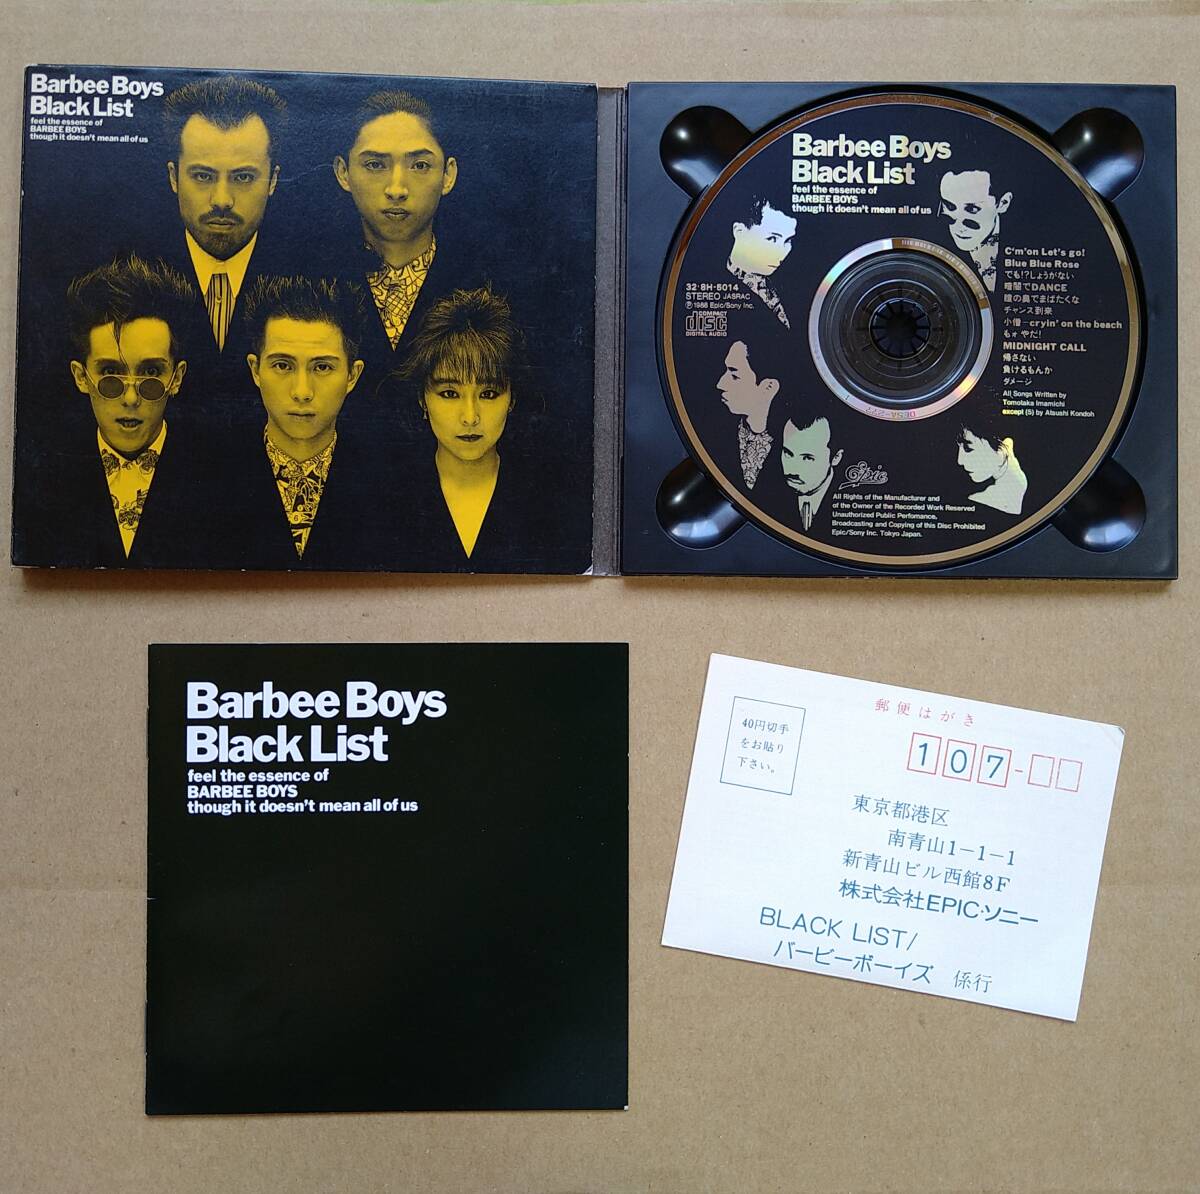 Barbee Boys
Black List
feel the essence of
BARBEE BOYS
though it doesn't mean all of us
Barbee Boys
Black List
feel the essence of
BARBEE BOYS
though it doesn't mean all of us
32·8H-5014
STEREO JASRAC
Ⓟ1986 Epic/Sony Inc.
COMPACT
disc
DIGITAL AUDIO
C'm'on Let's go!
Blue Blue Rose
でも!?しょうがない
暗闇でDANCE
瞳の奥でまばたくな
チャンス到来
小僧-cryin' on the beach
もォやだ!
MIDNIGHT CALL
帰さない
負けるもんか
ダメージ
All Songs Written by
Tomotaka Imamichi
except (5) by Atsushi Kondoh
Epic
All Rights of the Manufacturer and
of the Owner of the Recorded Work Reserved
Unauthorized Public Perfomance,
Broadcasting and Copying of this Disc Prohibited
Epic/Sony Inc. Tokyo Japan.
Barbee Boys
Black List
feel the essence of
BARBEE BOYS
though it doesn't mean all of us
郵便はがき
40円切手
をお貼り
下さい。
107-
東京都港区
南青山1-1-1
新青山ビル西館8F
株式会社EPIC·ソニー
BLACK LIST/
バービーボーイズ 係行